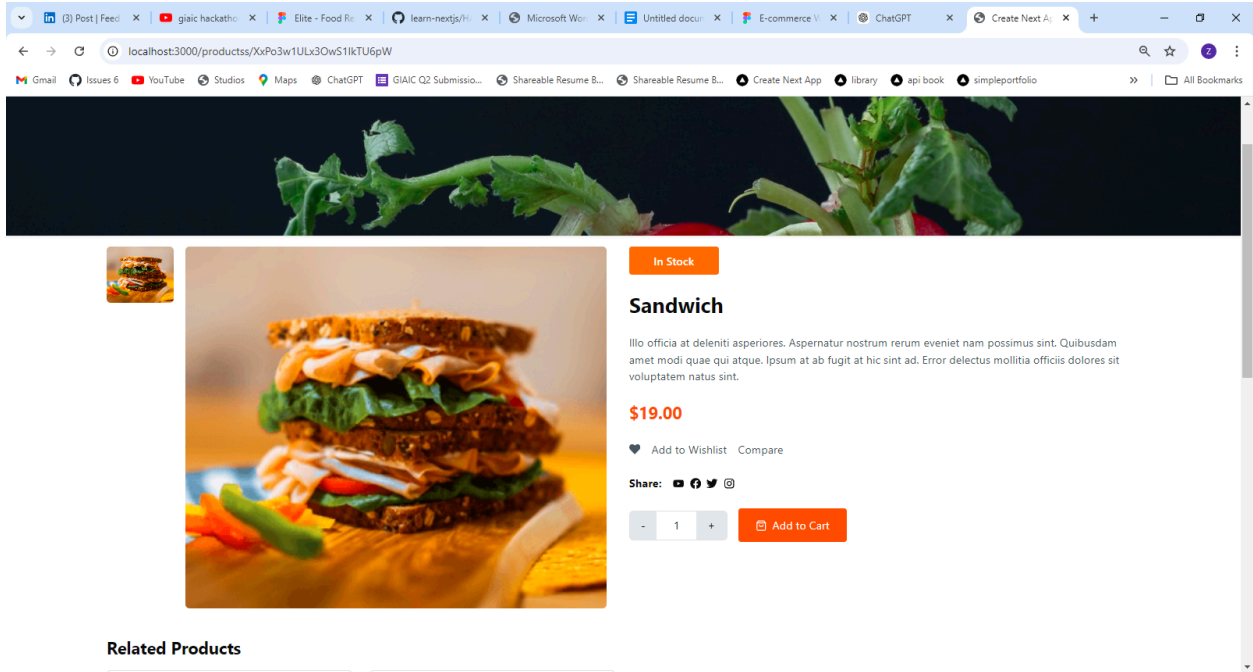 (3) Post | Feed
giaic hackatho
Elite - Food Re
learn-nextjs/H
Microsoft Wor
Untitled docun
E-commerce W
ChatGPT
Create Next Ap
localhost:3000/productss/XxPo3w1ULx3OwS1lkTU6pW
Z
Gmail
Issues 6
YouTube
Studios
Maps
ChatGPT
GIAIC Q2 Submissio...
Shareable Resume B...
Shareable Resume B...
Create Next App
library
api book
simpleportfolio
All Bookmarks
In Stock
Sandwich
Illo officia at deleniti asperiores. Aspernatur nostrum rerum eveniet nam possimus sint. Quibusdam
amet modi quae qui atque. Ipsum at ab fugit at hic sint ad. Error delectus mollitia officiis dolores sit
voluptatem natus sint.
$19.00
Add to Wishlist Compare
Share:
- 1 +
Add to Cart
Related Products